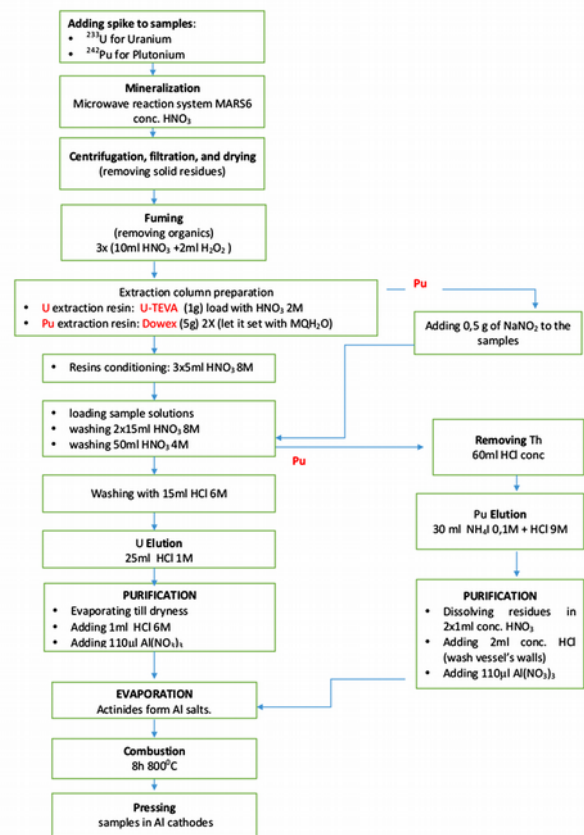 Adding spike to samples:
• ²³³U for Uranium
• ²⁴²Pu for Plutonium
Mineralization
Microwave reaction system MARS6
conc. HNO₃
Centrifugation, filtration, and drying
(removing solid residues)
Fuming
(removing organics)
3x (10ml HNO₃ +2ml H₂O₂ )
Extraction column preparation
• U extraction resin: U-TEVA (1g) load with HNO₃ 2M
• Pu extraction resin: Dowex (5g) 2X (let it set with MQH₂O)
Pu
Adding 0,5 g of NaNO₂ to the
samples
• Resins conditioning: 3x5ml HNO₃ 8M
• loading sample solutions
• washing 2x15ml HNO₃ 8M
• washing 50ml HNO₃ 4M
Pu
Removing Th
60ml HCl conc
Washing with 15ml HCl 6M
Pu Elution
30 ml NH₄I 0,1M + HCl 9M
U Elution
25ml HCl 1M
PURIFICATION
• Evaporating till dryness
• Adding 1ml HCl 6M
• Adding 110µl Al(NO₃)₃
PURIFICATION
• Dissolving residues in
2x1ml conc. HNO₃
• Adding 2ml conc. HCl
(wash vessel's walls)
• Adding 110µl Al(NO₃)₃
EVAPORATION
Actinides form Al salts.
Combustion
8h 800⁰C
Pressing
samples in Al cathodes